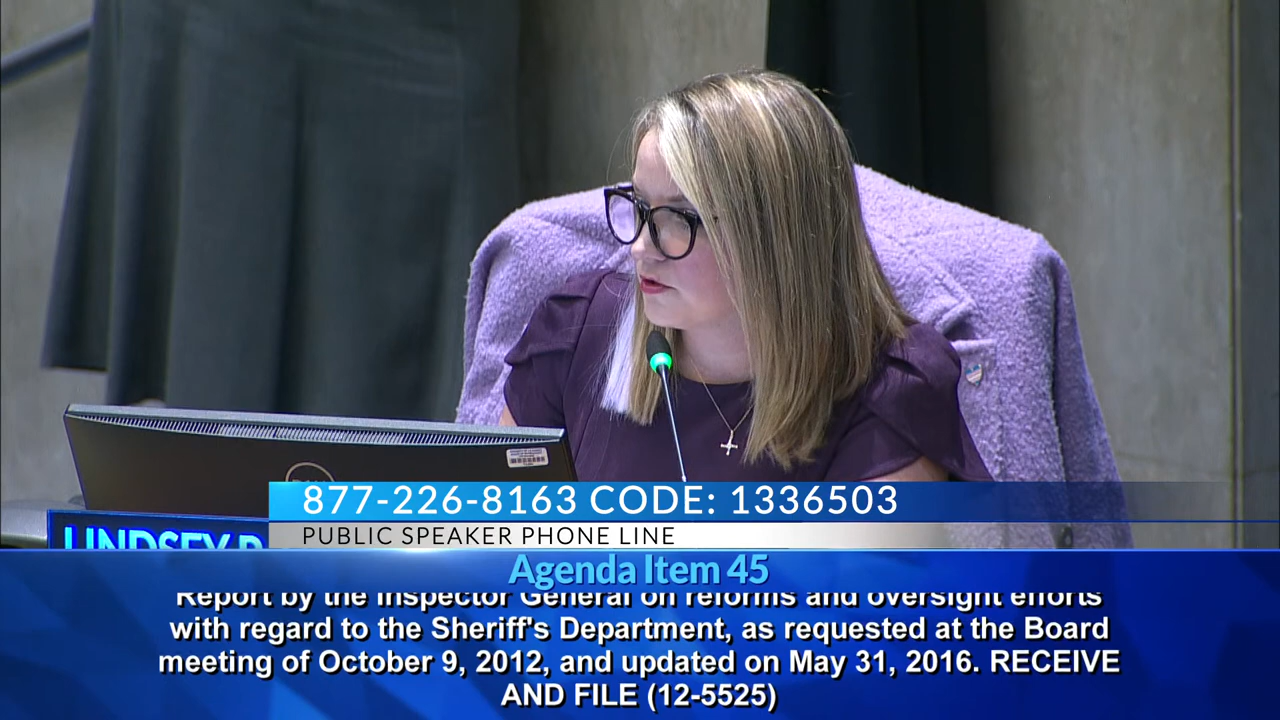 LINDSEY
877-226-8163 CODE: 1336503
PUBLIC SPEAKER PHONE LINE
Agenda Item 45
Report by the Inspector General on reforms and oversight efforts
with regard to the Sheriff's Department, as requested at the Board
meeting of October 9, 2012, and updated on May 31, 2016. RECEIVE
AND FILE (12-5525)